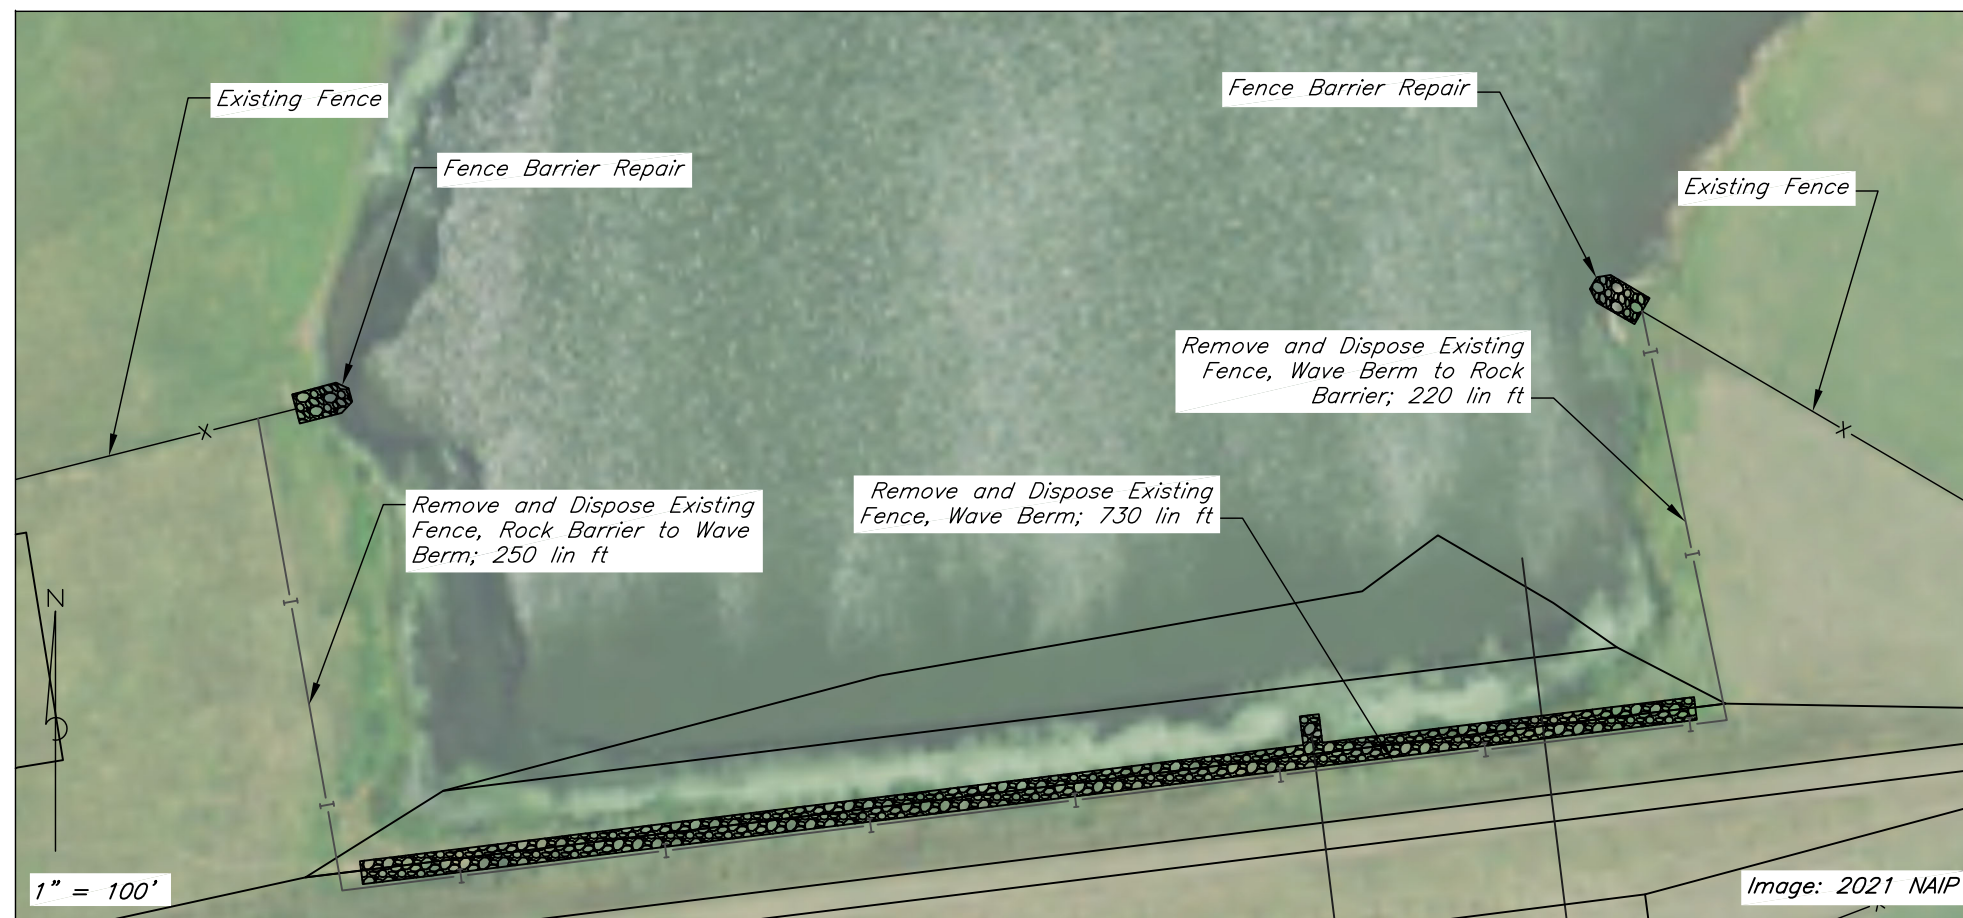 Existing Fence
Fence Barrier Repair
Fence Barrier Repair
Existing Fence
Remove and Dispose Existing
Fence, Wave Berm to Rock
Barrier; 220 lin ft
Remove and Dispose Existing
Fence, Wave Berm; 730 lin ft
Remove and Dispose Existing
Fence, Rock Barrier to Wave
Berm; 250 lin ft
N
1" = 100'
Image: 2021 NAIP